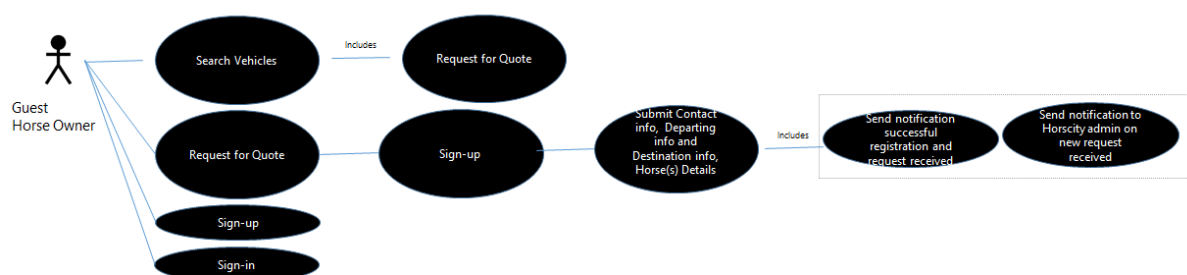 Guest
Horse Owner
Search Vehicles
Includes
Request for Quote
Request for Quote
Sign-up
Submit Contact
info, Departing
info and
Destination info,
Horse(s) Details
Includes
Send notification
successful
registration and
request received
Send notification to
Horscity admin on
new request
received
Sign-up
Sign-in